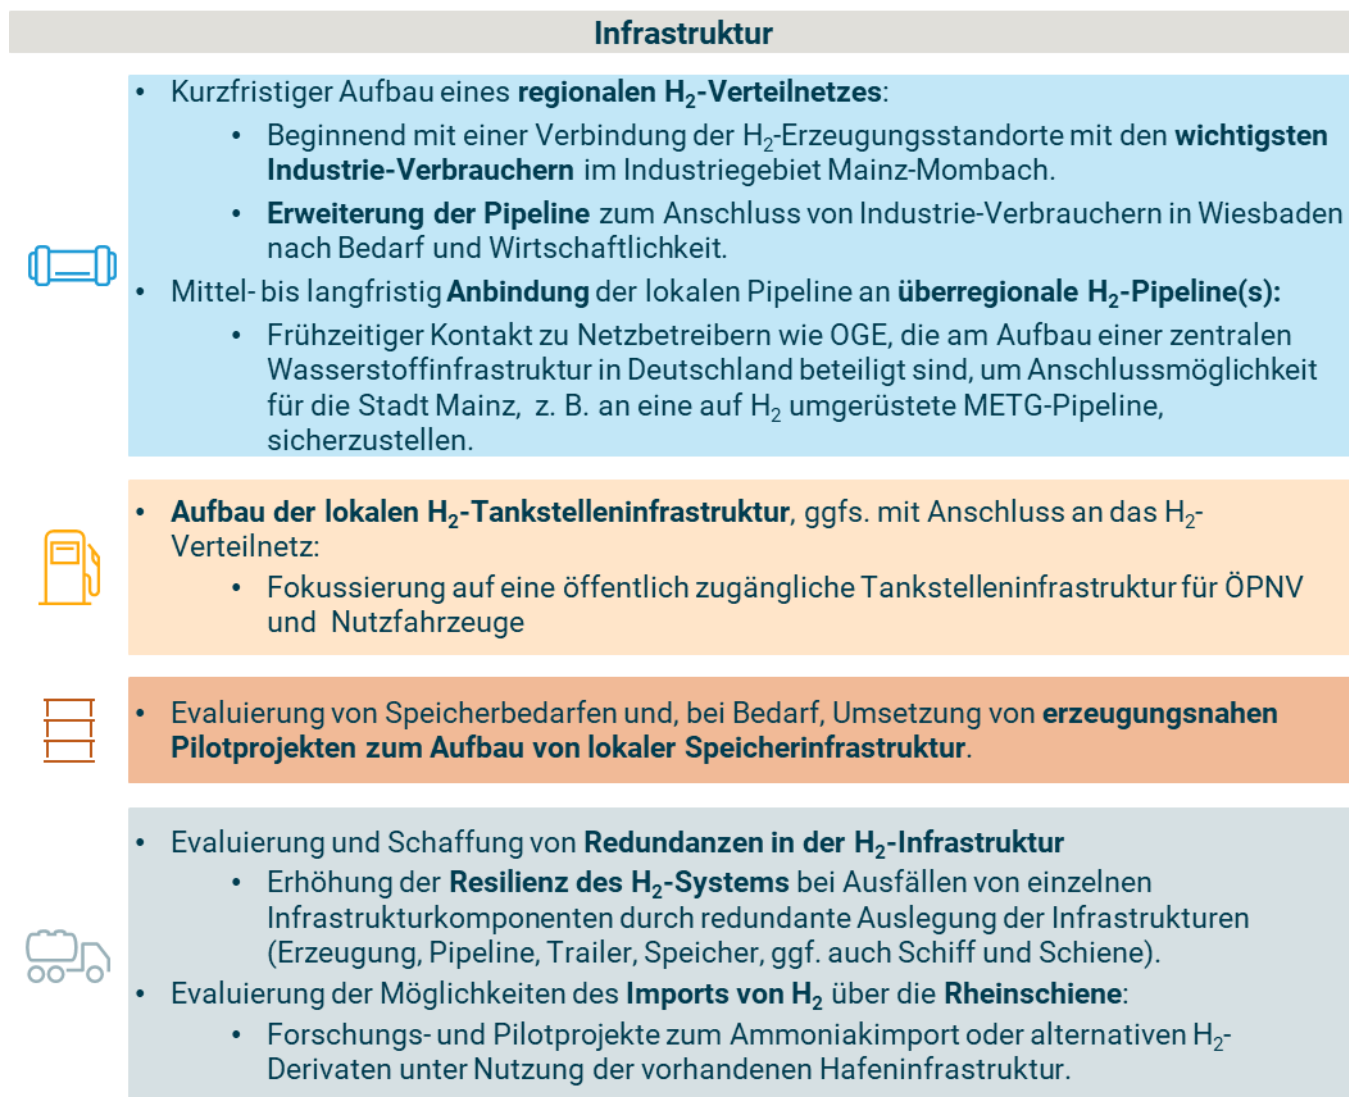 Infrastruktur
• Kurzfristiger Aufbau eines regionalen H₂-Verteilnetzes:
• Beginnend mit einer Verbindung der H₂-Erzeugungsstandorte mit den wichtigsten
Industrie-Verbrauchern im Industriegebiet Mainz-Mombach.
• Erweiterung der Pipeline zum Anschluss von Industrie-Verbrauchern in Wiesbaden
nach Bedarf und Wirtschaftlichkeit.
• Mittel- bis langfristig Anbindung der lokalen Pipeline an überregionale H₂-Pipeline(s):
• Frühzeitiger Kontakt zu Netzbetreibern wie OGE, die am Aufbau einer zentralen
Wasserstoffinfrastruktur in Deutschland beteiligt sind, um Anschlussmöglichkeit
für die Stadt Mainz, z. B. an eine auf H₂ umgerüstete METG-Pipeline,
sicherzustellen.
• Aufbau der lokalen H₂-Tankstelleninfrastruktur, ggfs. mit Anschluss an das H₂-
Verteilnetz:
• Fokussierung auf eine öffentlich zugängliche Tankstelleninfrastruktur für ÖPNV
und Nutzfahrzeuge
• Evaluierung von Speicherbedarfen und, bei Bedarf, Umsetzung von erzeugungsnahen
Pilotprojekten zum Aufbau von lokaler Speicherinfrastruktur.
• Evaluierung und Schaffung von Redundanzen in der H₂-Infrastruktur
• Erhöhung der Resilienz des H₂-Systems bei Ausfällen von einzelnen
Infrastrukturkomponenten durch redundante Auslegung der Infrastrukturen
(Erzeugung, Pipeline, Trailer, Speicher, ggf. auch Schiff und Schiene).
• Evaluierung der Möglichkeiten des Imports von H₂ über die Rheinschiene:
• Forschungs- und Pilotprojekte zum Ammoniakimport oder alternativen H₂-
Derivaten unter Nutzung der vorhandenen Hafeninfrastruktur.